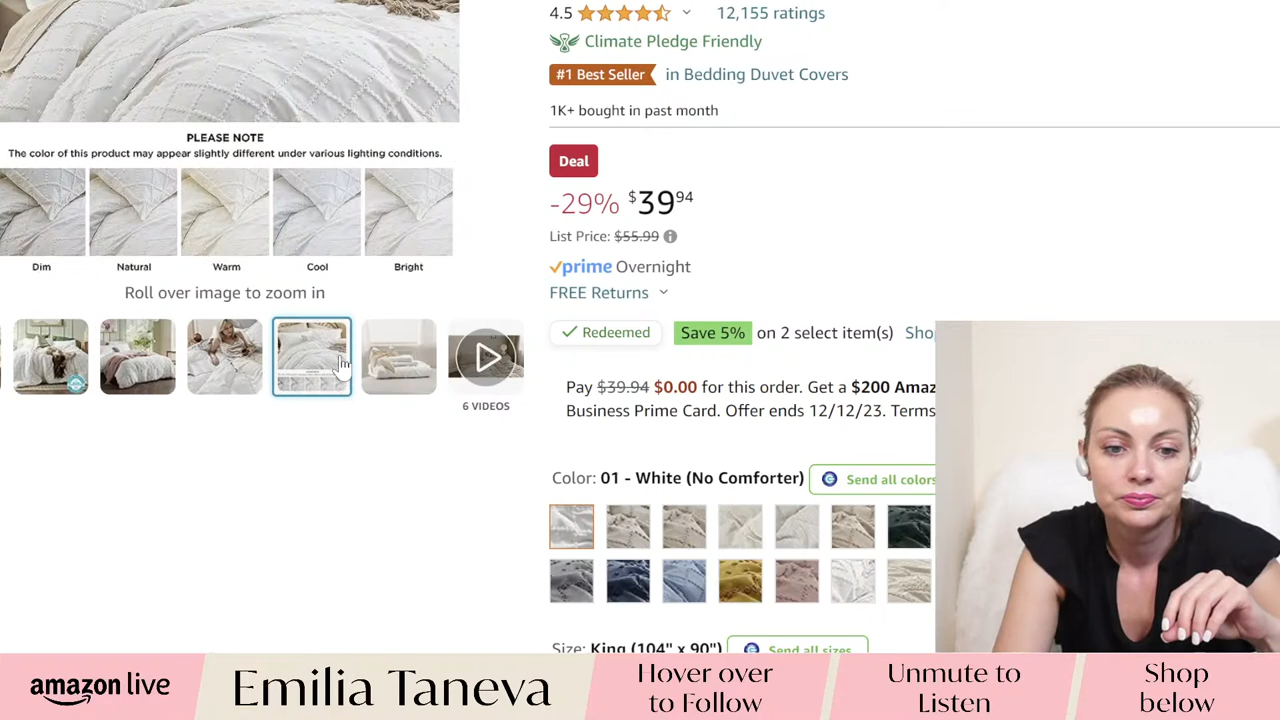 4.5
12,155 ratings
Climate Pledge Friendly
#1 Best Seller in Bedding Duvet Covers
1K+ bought in past month
Deal
-29% $39 94
List Price: $55.99
prime Overnight
FREE Returns
Redeemed Save 5% on 2 select item(s) Sho
Pay $39.94 $0.00 for this order. Get a $200 Amaz
Business Prime Card. Offer ends 12/12/23. Terms
Color: 01 - White (No Comforter) Send all colors
Size: King (104" x 90") Send all sizes
PLEASE NOTE
The color of this product may appear slightly different under various lighting conditions.
Dim Natural Warm Cool Bright
Roll over image to zoom in
6 VIDEOS
amazon live
Emilia Taneva
Hover over
to Follow
Unmute to
Listen
Shop
below